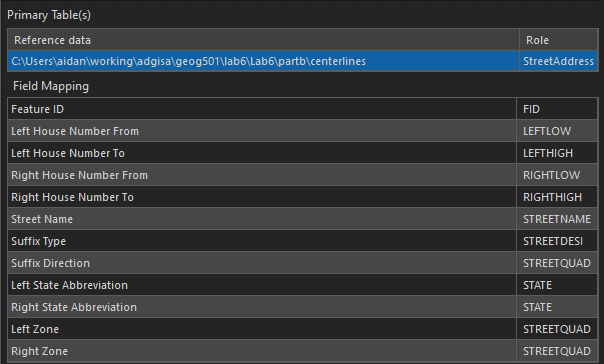 Primary Table(s)
Reference data Role
C:\Users\aidan\working\adgisa\geog501\lab6\Lab6\partb\centerlines StreetAddress
Field Mapping
Feature ID FID
Left House Number From LEFTLOW
Left House Number To LEFTHIGH
Right House Number From RIGHTLOW
Right House Number To RIGHTHIGH
Street Name STREETNAME
Suffix Type STREETDESI
Suffix Direction STREETQUAD
Left State Abbreviation STATE
Right State Abbreviation STATE
Left Zone STREETQUAD
Right Zone STREETQUAD